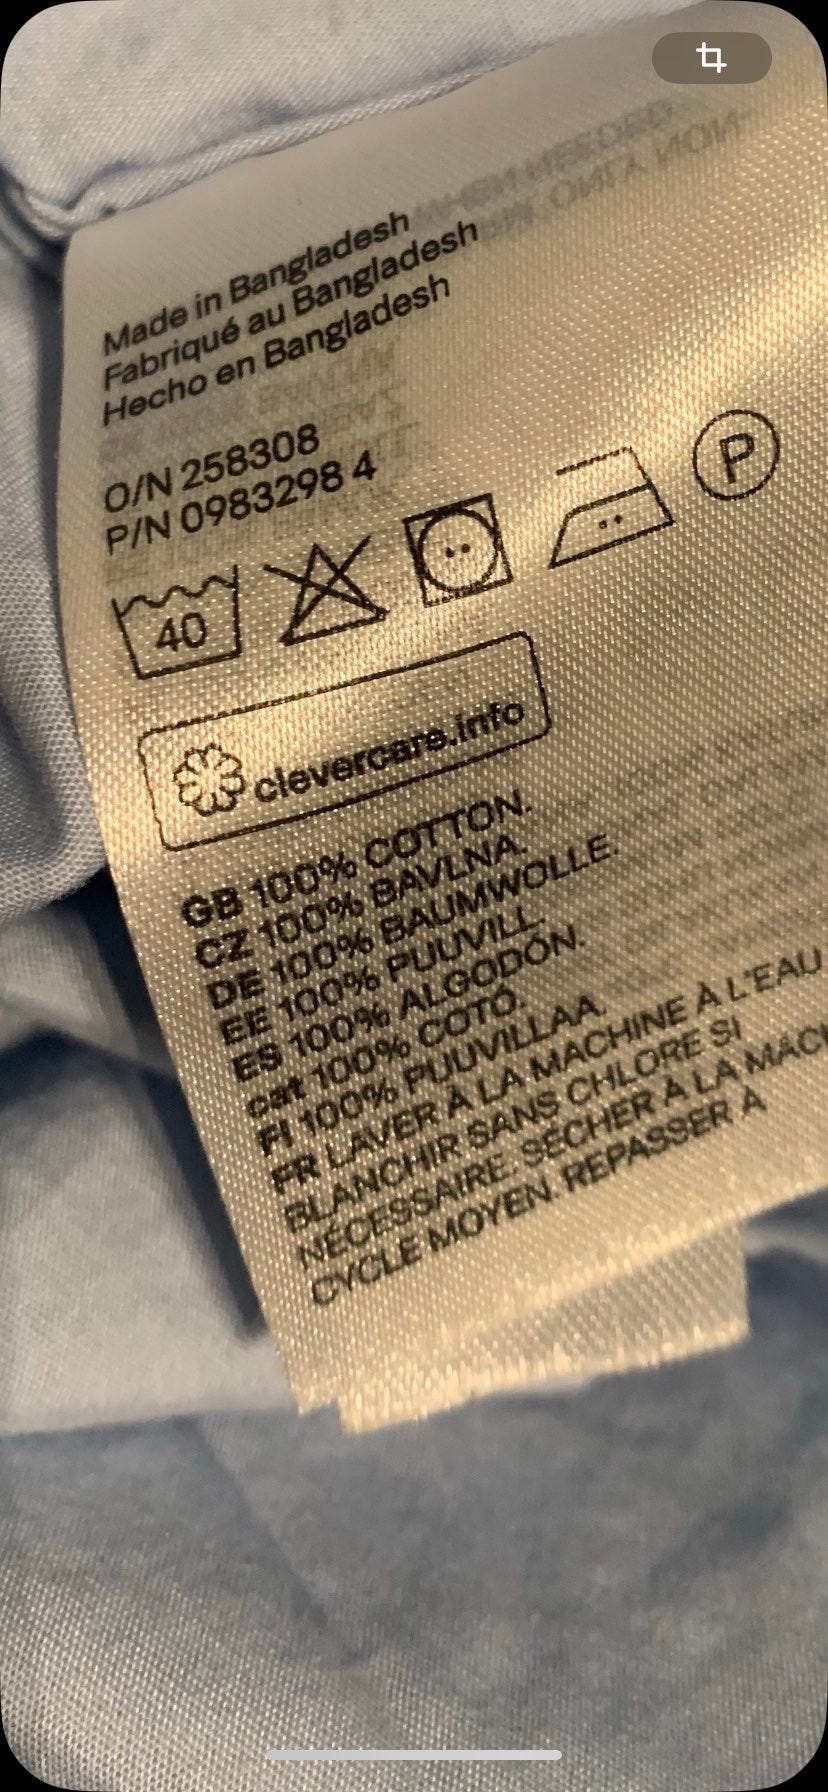 Made in Bangladesh
Fabriqué au Bangladesh
Hecho en Bangladesh
O/N 258308
P/N 0983298 4
P
40
clevercare.info
GB 100% COTTON.
CZ 100% BAVLNA.
DE 100% BAUMWOLLE.
EE 100% PUUVILL.
ES 100% ALGODÓN.
cat 100% COTÓ.
FI 100% PUUVILLAA.
FR LAVER À LA MACHINE À L'EAU
BLANCHIR SANS CHLORE SI
NÉCESSAIRE. SÉCHER À LA MACH
CYCLE MOYEN. REPASSER À